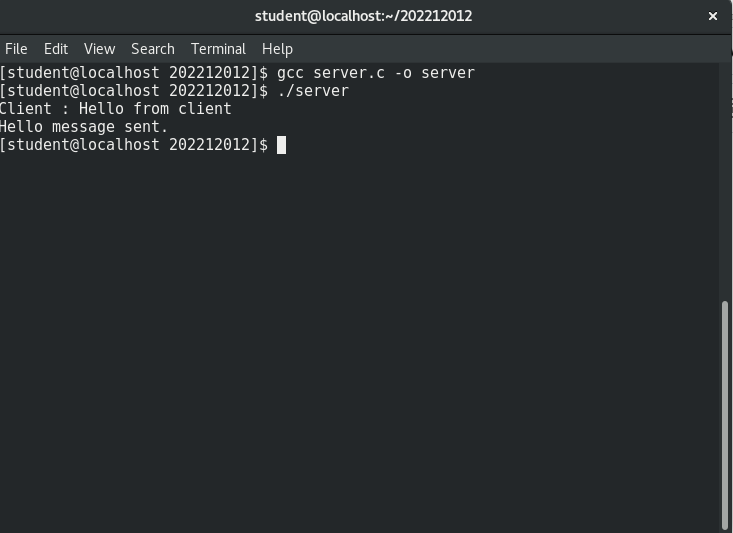 student@localhost:~/202212012
File Edit View Search Terminal Help
[student@localhost 202212012]$ gcc server.c -o server
[student@localhost 202212012]$ ./server
Client : Hello from client
Hello message sent.
[student@localhost 202212012]$